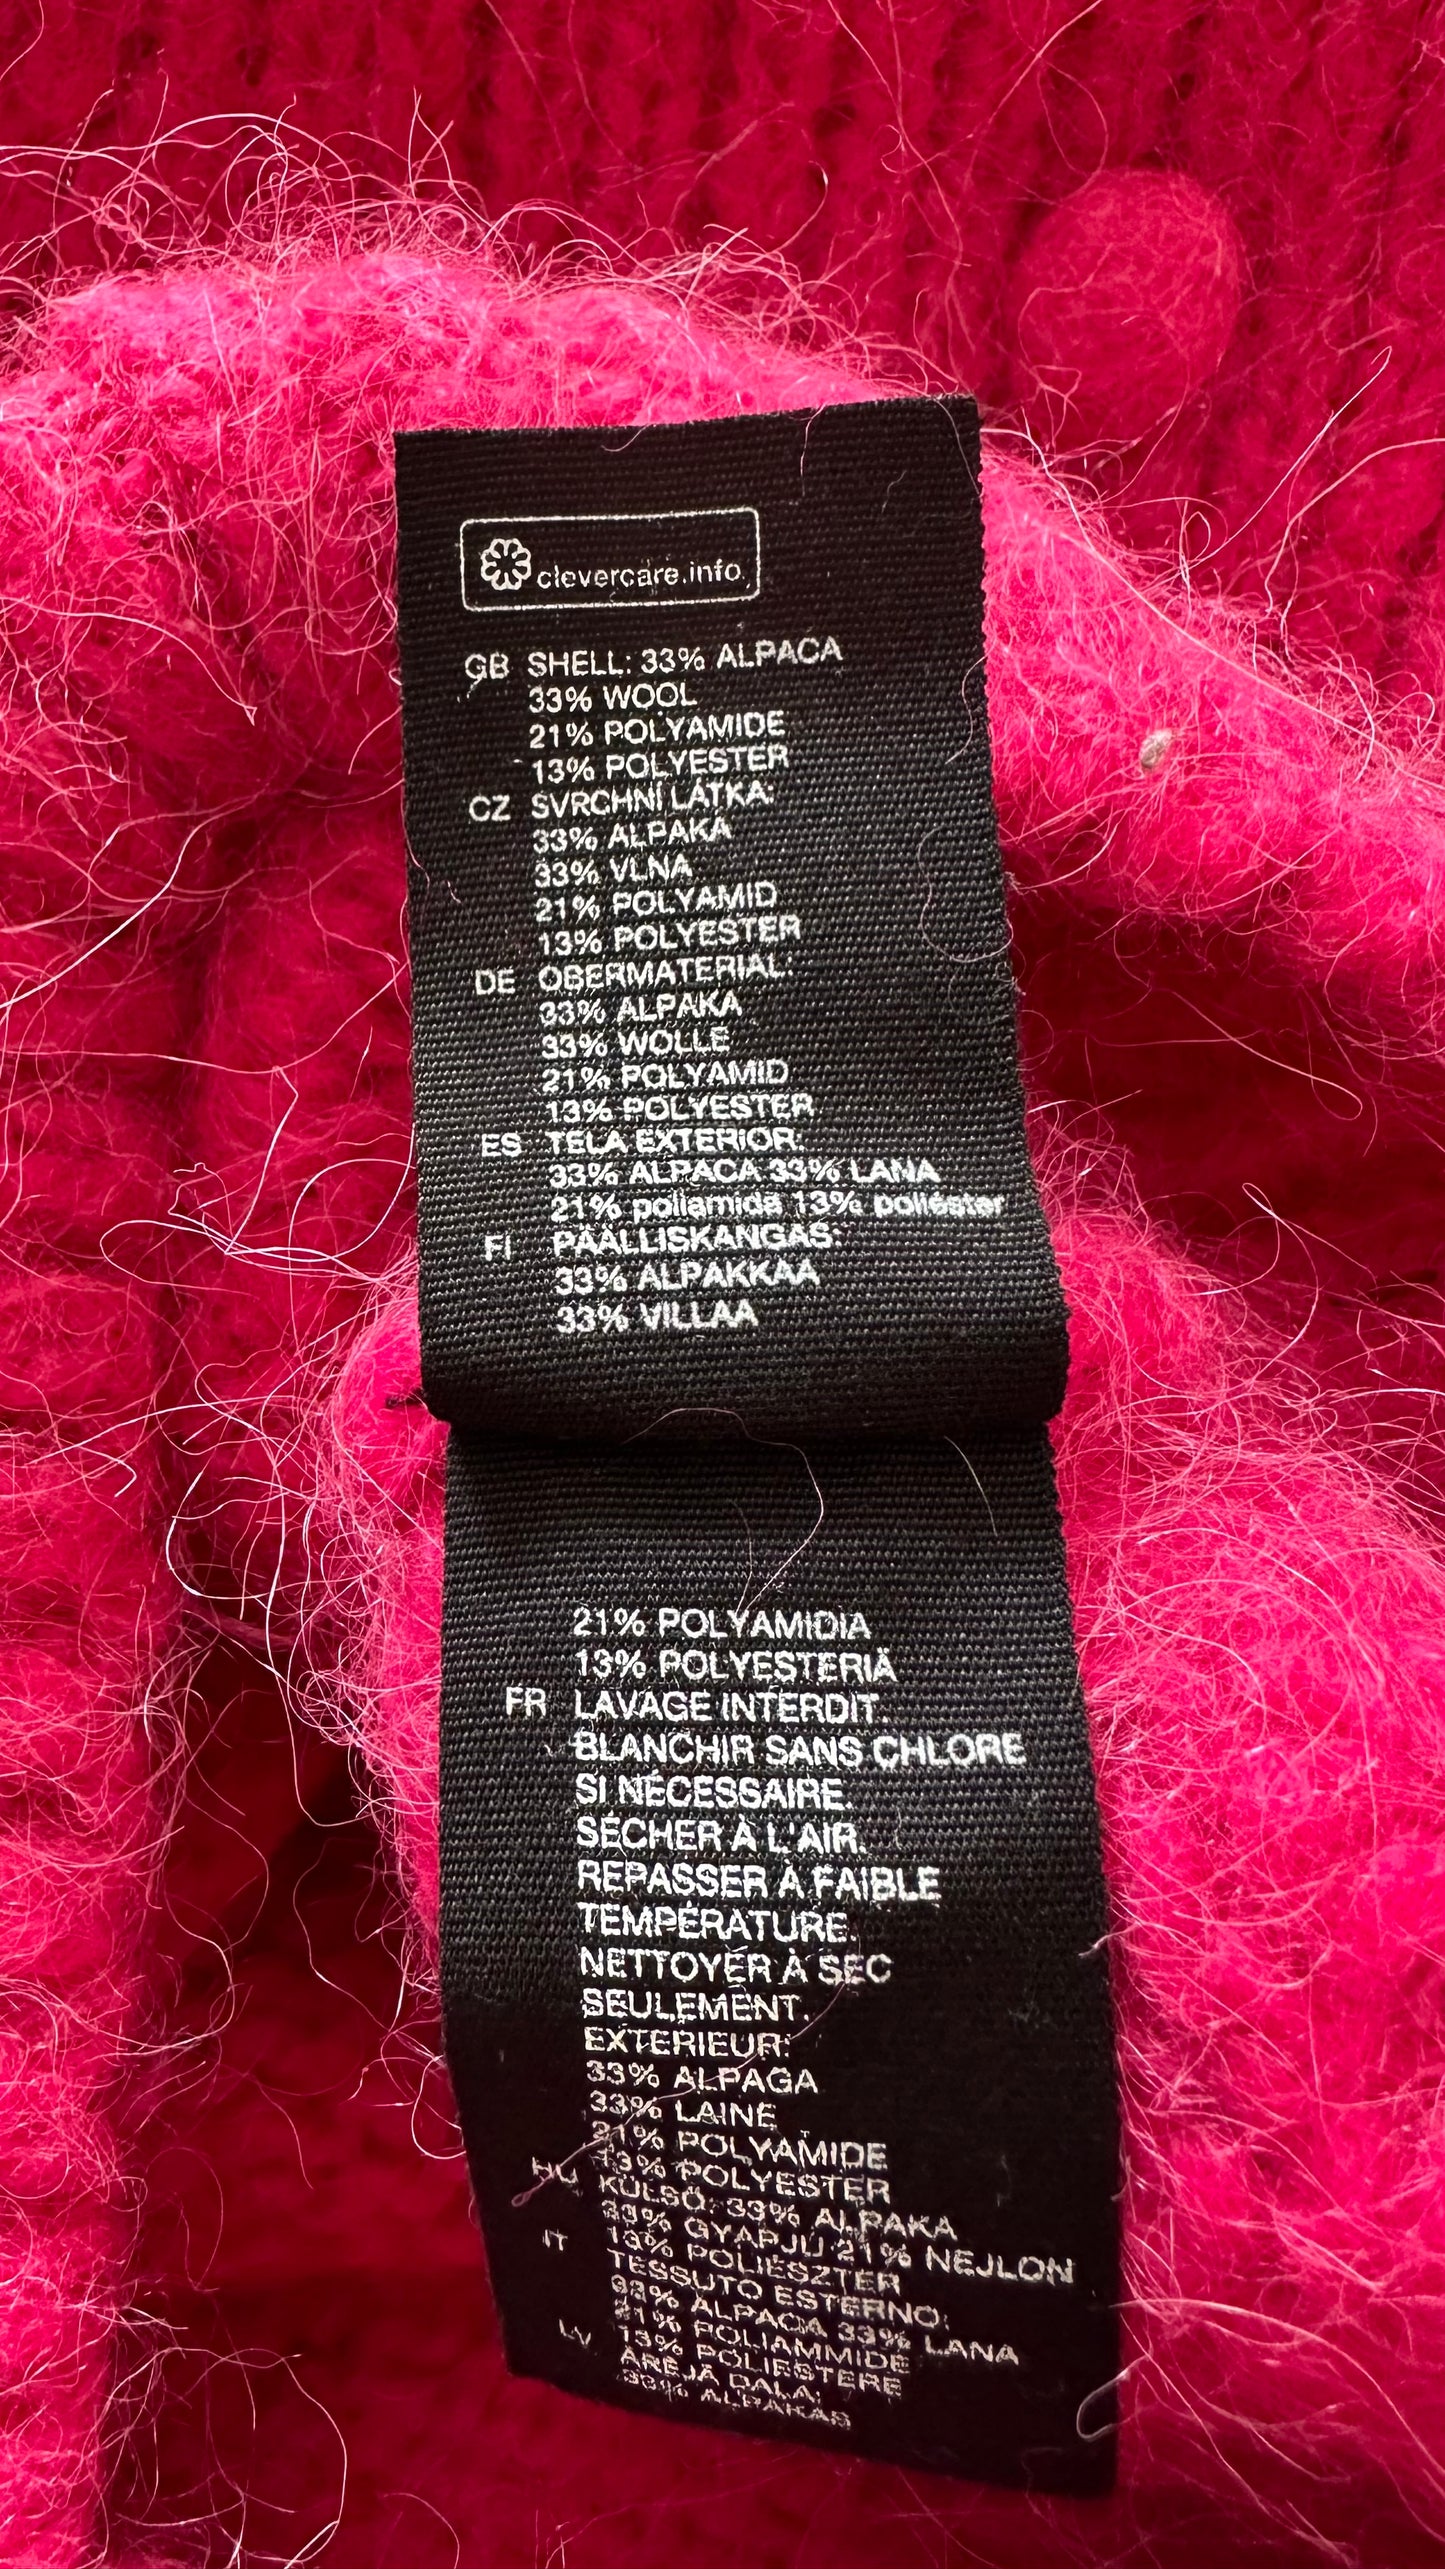 clevercare.info
GB SHELL: 33% ALPACA
33% WOOL
21% POLYAMIDE
13% POLYESTER
CZ SVRCHNÍ LÁTKA:
33% ALPAKA
33% VLNA
21% POLYAMID
13% POLYESTER
DE OBERMATERIAL:
33% ALPAKA
33% WOLLE
21% POLYAMID
13% POLYESTER
ES TELA EXTERIOR:
33% ALPACA 33% LANA
21% poliamida 13% poliéster
FI PÄÄLLISKANGAS:
33% ALPAKKAA
33% VILLAA
21% POLYAMIDIA
13% POLYESTERIÄ
FR LAVAGE INTERDIT.
BLANCHIR SANS CHLORE
SI NÉCESSAIRE.
SÉCHER À L'AIR.
REPASSER À FAIBLE
TEMPÉRATURE.
NETTOYER À SEC
SEULEMENT.
EXTÉRIEUR:
33% ALPAGA
33% LAINE
21% POLYAMIDE
13% POLYESTER
HU KÜLSŐ: 33% ALPAKA
33% GYAPJÚ 21% NEJLON
13% POLIÉSZTER
IT TESSUTO ESTERNO:
33% ALPACA 33% LANA
21% POLIAMMIDE
13% POLIESTERE
LV ĀRĒJĀ DAĻA:
33% ALPAKAS